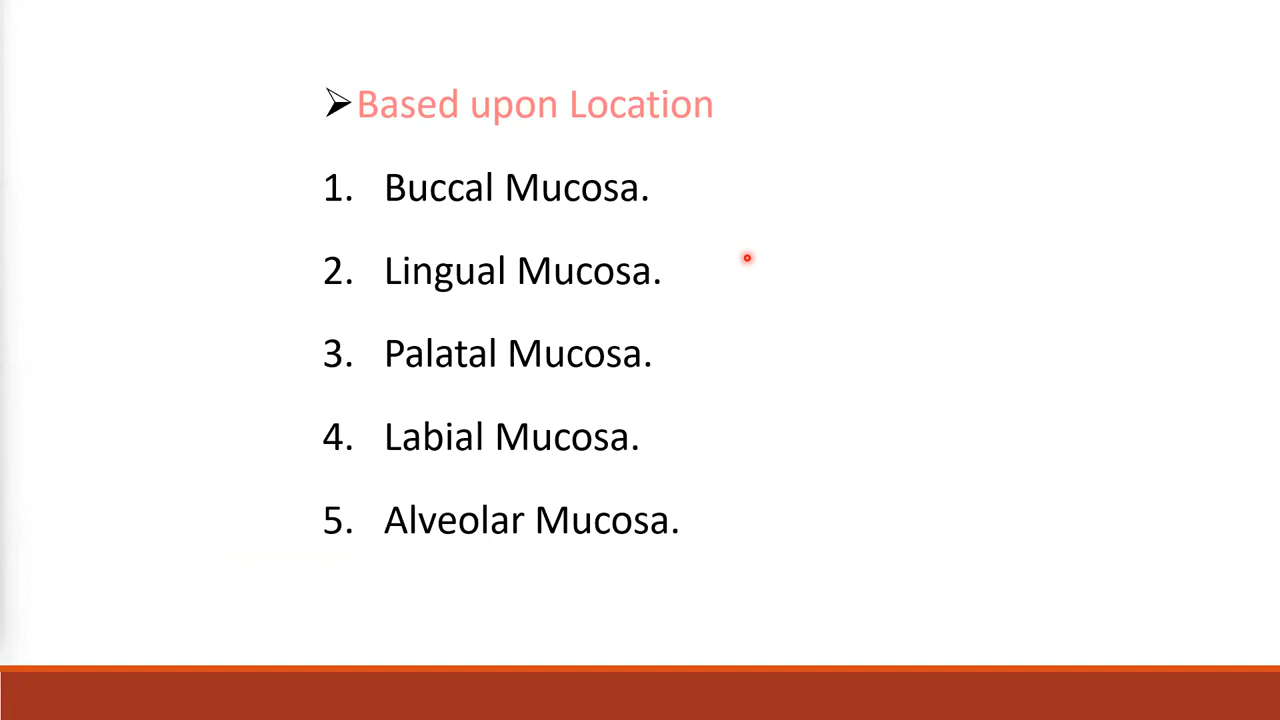 ➢Based upon Location
1. Buccal Mucosa.
2. Lingual Mucosa.
3. Palatal Mucosa.
4. Labial Mucosa.
5. Alveolar Mucosa.